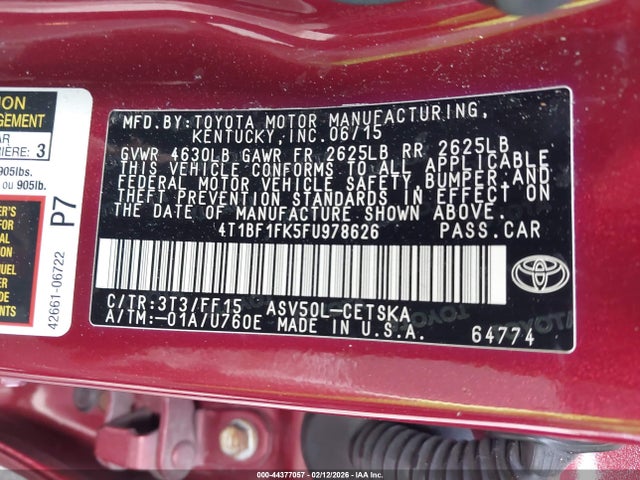 MFD.BY:TOYOTA MOTOR MANUFACTURING,
KENTUCKY,INC. 06/15
GVWR 4630LB GAWR FR 2625LB RR 2625LB
THIS VEHICLE CONFORMS TO ALL APPLICABLE
FEDERAL MOTOR VEHICLE SAFETY,BUMPER,AND
THEFT PREVENTION STANDARDS IN EFFECT ON
THE DATE OF MANUFACTURE SHOWN ABOVE.
4T1BF1FK5FU978626 PASS.CAR
C/TR:3T3/FF15 ASV50L-CETSKA
A/TM:-01A/U760E MADE IN U.S.A.
64774
AR
IÈRE: 3
905lbs.
ou 905lb.
P7
42661-06722
000-44377057 - 02/12/2026 - IAA Inc.